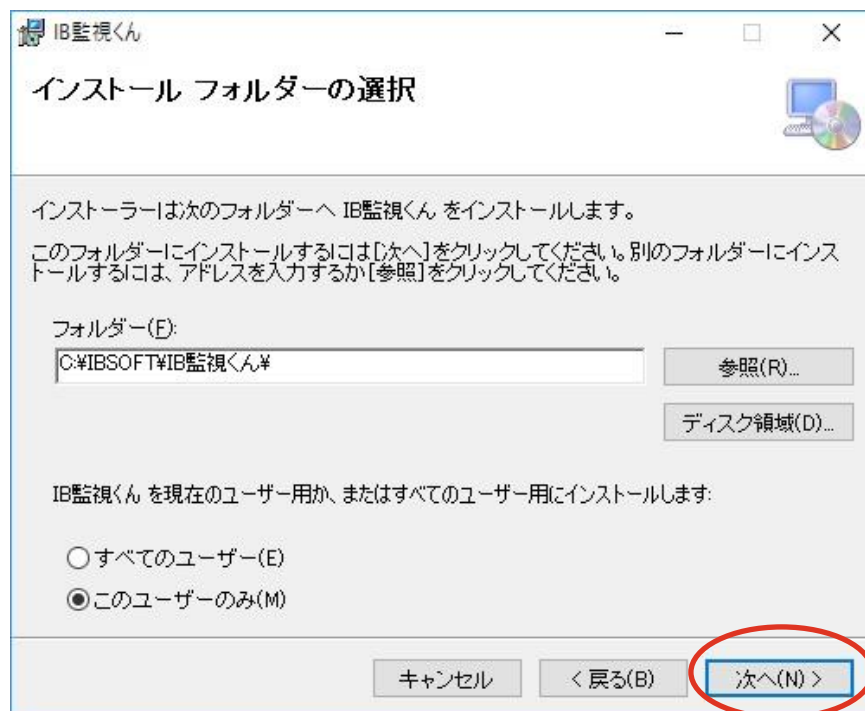 IB監視くん
インストール フォルダーの選択
インストーラーは次のフォルダーへ IB監視くん をインストールします。
このフォルダーにインストールするには[次へ]をクリックしてください。別のフォルダーにインス
トールするには、アドレスを入力するか[参照]をクリックしてください。
フォルダー(F):
C:¥IBSOFT¥IB監視くん¥
参照(R)...
ディスク領域(D)...
IB監視くん を現在のユーザー用か、またはすべてのユーザー用にインストールします:
すべてのユーザー(E)
このユーザーのみ(M)
キャンセル
< 戻る(B)
次へ(N) >